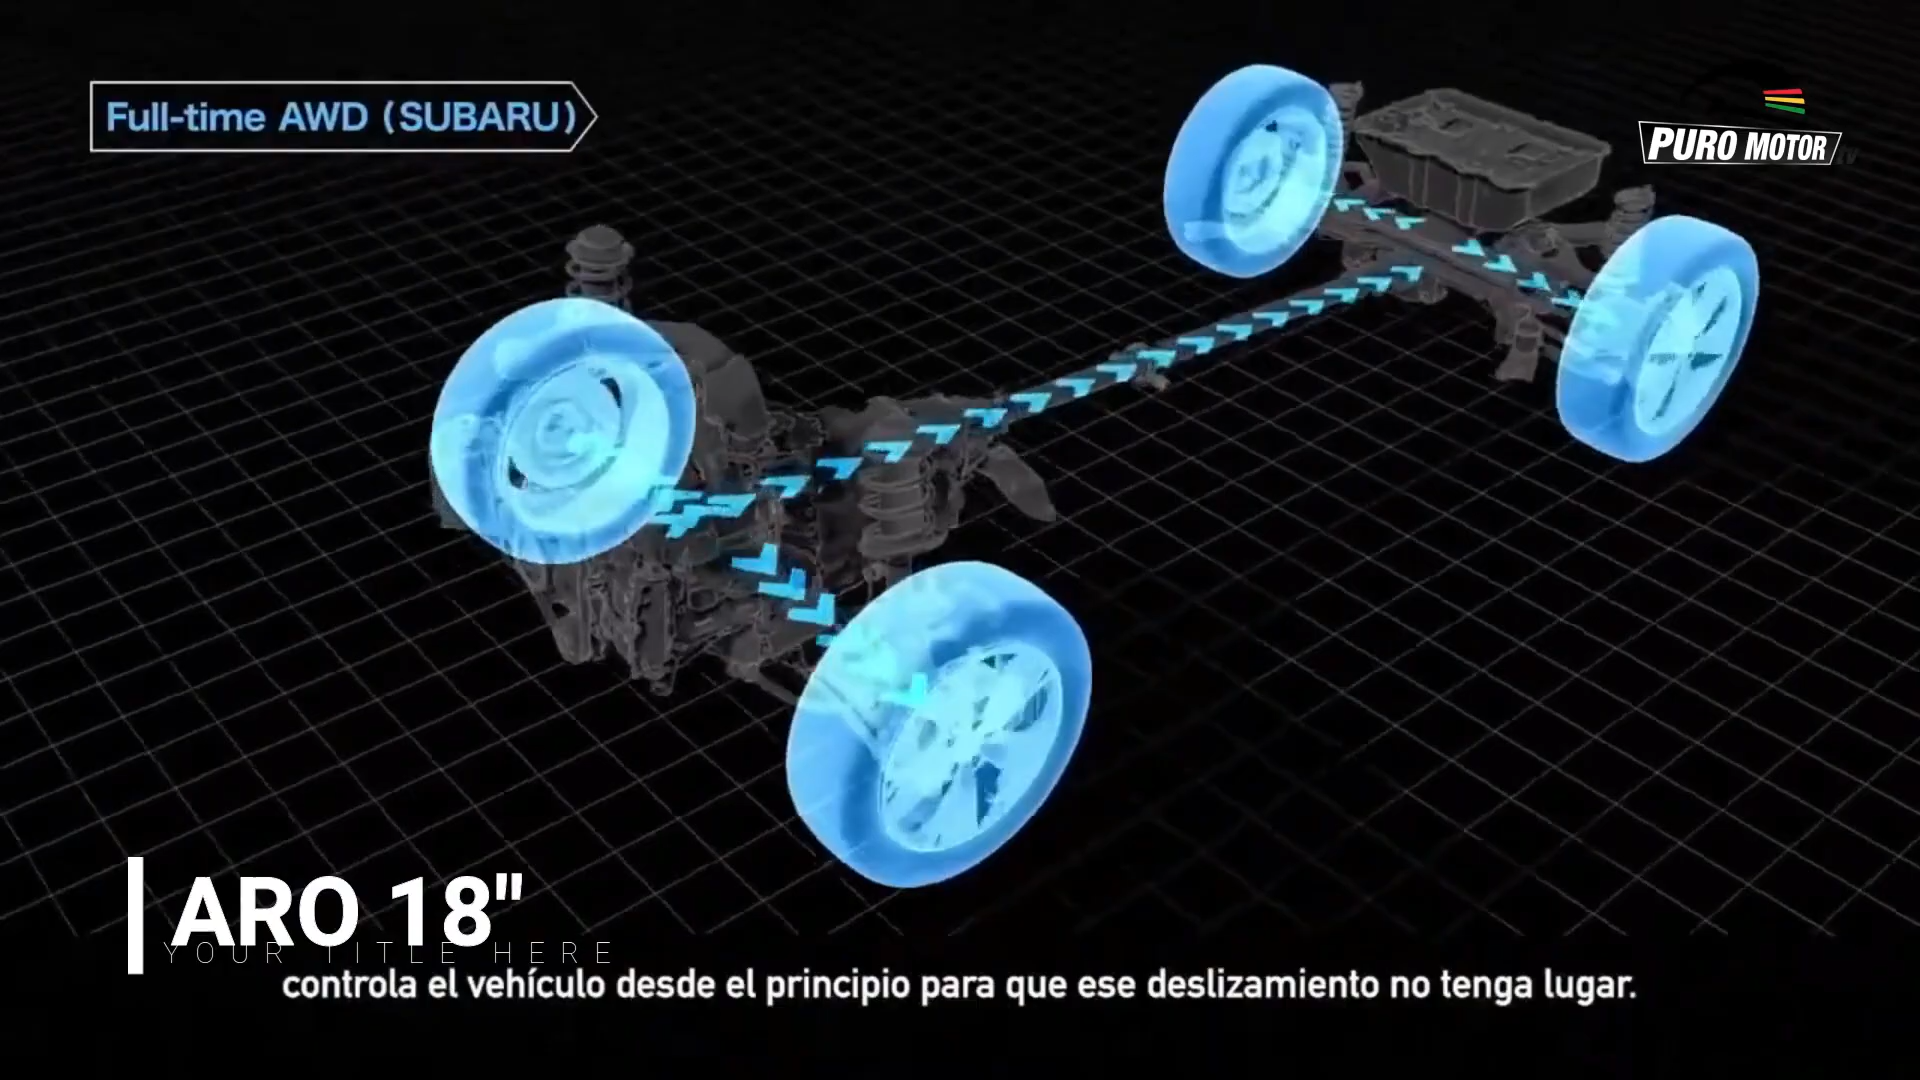 Full-time AWD (SUBARU)
PURO MOTOR tv
ARO 18"
YOUR TITLE HERE
controla el vehículo desde el principio para que ese deslizamiento no tenga lugar.